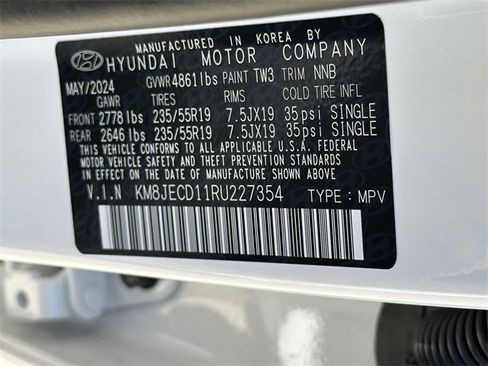 MANUFACTURED IN KOREA BY
HYUNDAI MOTOR COMPANY
MAY/2024 GVWR 4861lbs PAINT TW3 TRIM NNB
GAWR TIRES RIMS COLD TIRE INFL
FRONT 2778 lbs 235/55R19 7.5JX19 35psi SINGLE
REAR 2646 lbs 235/55R19 7.5JX19 35psi SINGLE
THIS VEHICLE CONFORMS TO ALL APPLICABLE U.S.A. FEDERAL
MOTOR VEHICLE SAFETY, BUMPER, AND THEFT PREVENTION STANDARDS
IN EFFECT ON THE DATE OF MANUFACTURE SHOWN ABOVE.
V.I.N KM8JECD11RU227354 TYPE : MPV